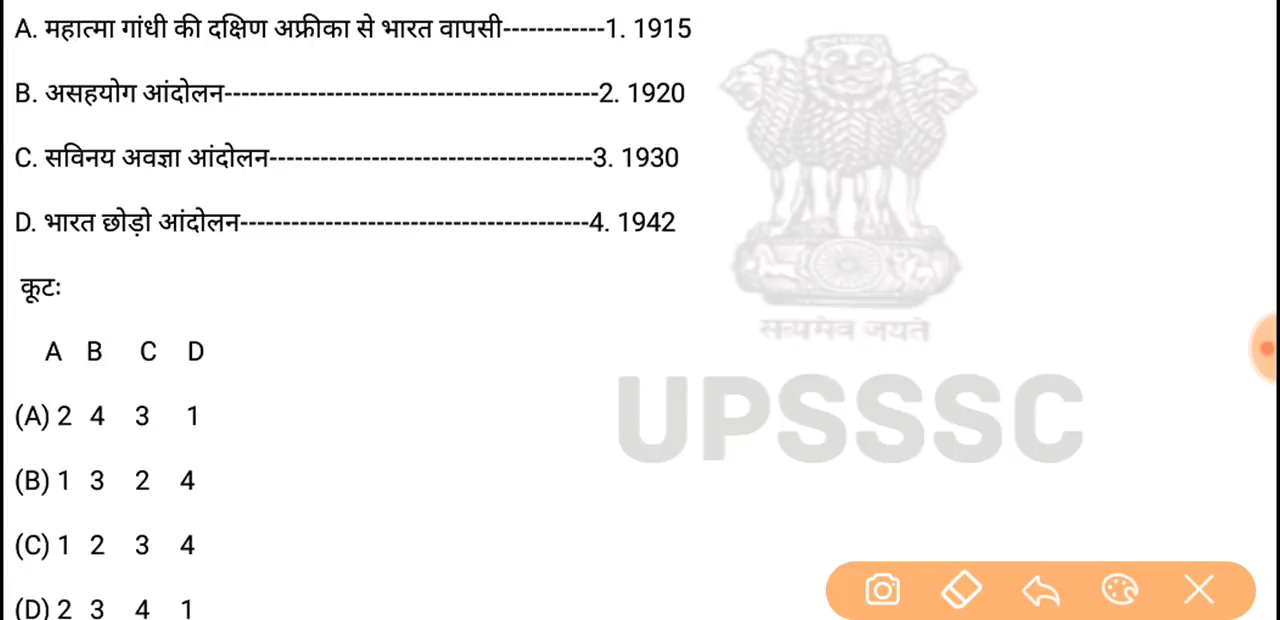 A. महात्मा गांधी की दक्षिण अफ्रीका से भारत वापसी------------1. 1915
B. असहयोग आंदोलन--------------------------------------------2. 1920
C. सविनय अवज्ञा आंदोलन--------------------------------------3. 1930
D. भारत छोड़ो आंदोलन-----------------------------------------4. 1942
सत्यमेव जयते
कूटः
A B C D
UPSSSC
(A) 2 4 3 1
(B) 1 3 2 4
(C) 1 2 3 4
(D) 2 3 4 1